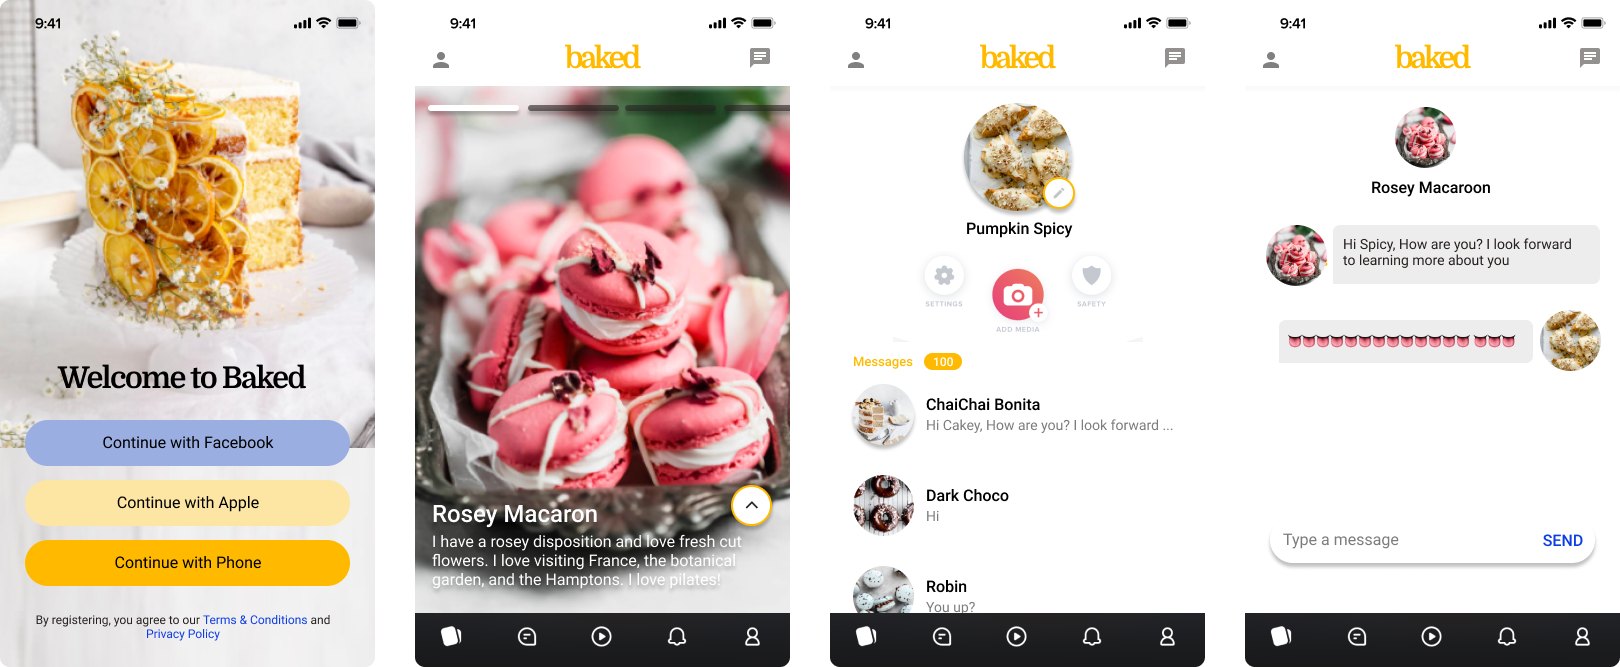 9:41
Welcome to Baked
Continue with Facebook
Continue with Apple
Continue with Phone
By registering, you agree to our Terms & Conditions and
Privacy Policy
9:41
baked
Rosey Macaron
I have a rosey disposition and love fresh cut
flowers. I love visiting France, the botanical
garden, and the Hamptons. I love pilates!
9:41
baked
Pumpkin Spicy
SETTINGS
SAFETY
ADD MEDIA
Messages 100
ChaiChai Bonita
Hi Cakey, How are you? I look forward ...
Dark Choco
Hi
Robin
You up?
9:41
baked
Rosey Macaroon
Hi Spicy, How are you? I look forward
to learning more about you
Type a message SEND